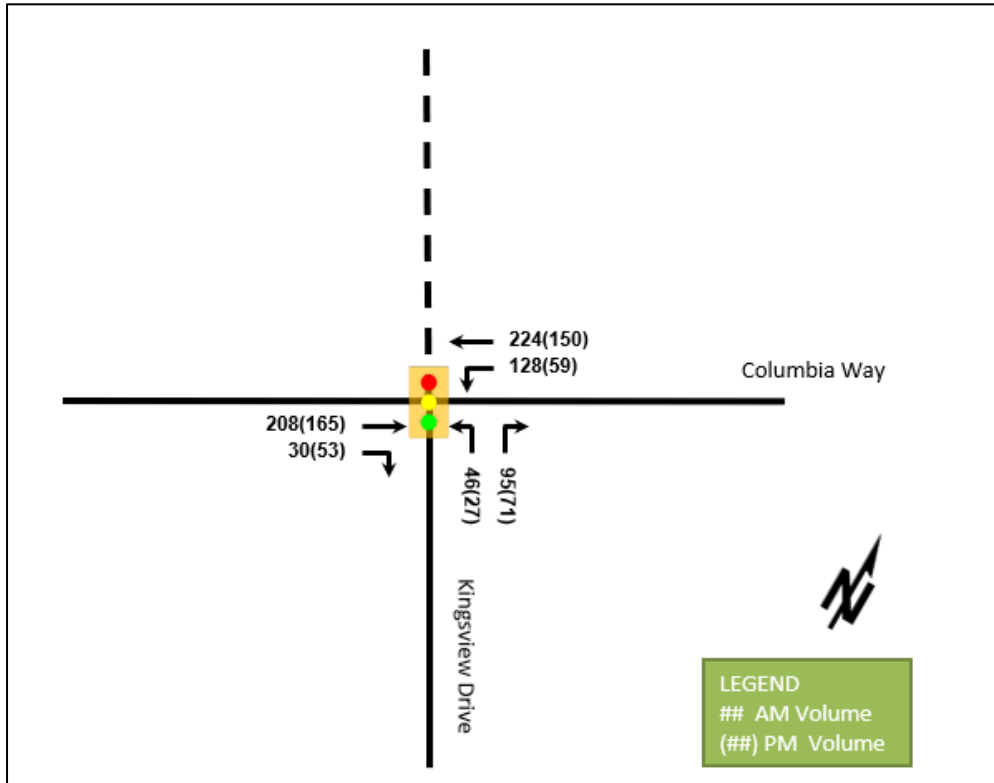 224(150)
128(59)
Columbia Way
208(165)
30(53)
46(27)
95(71)
Kingsview Drive
N
LEGEND
## AM Volume
(##) PM Volume